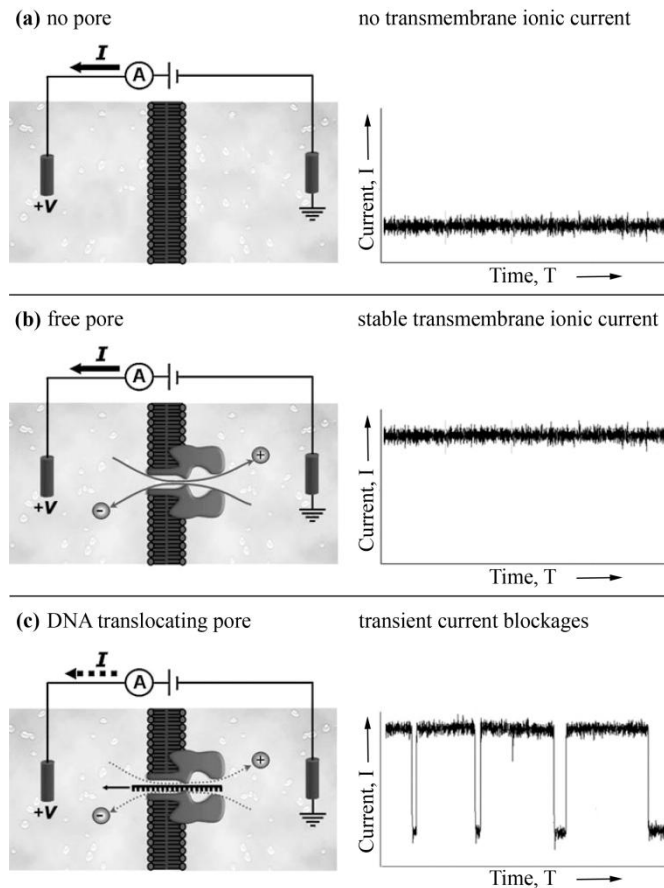 (a) no pore
no transmembrane ionic current
I
A
+V
Current, I
Time, T
(b) free pore
stable transmembrane ionic current
I
A
+
-
+V
Current, I
Time, T
(c) DNA translocating pore
transient current blockages
I
A
+
-
+V
Current, I
Time, T